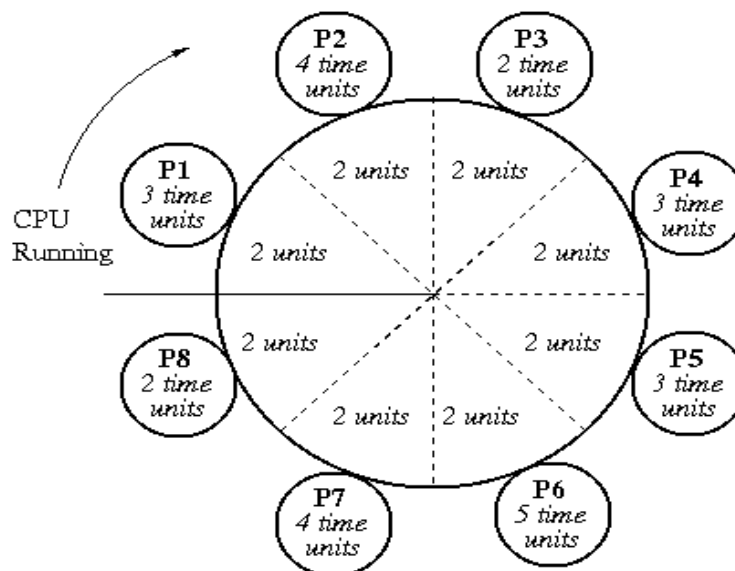 P2
4 time
units
P3
2 time
units
P1
3 time
units
P4
3 time
units
CPU
Running
2 units
2 units
2 units
2 units
2 units
2 units
2 units
2 units
P8
2 time
units
P5
3 time
units
P7
4 time
units
P6
5 time
units